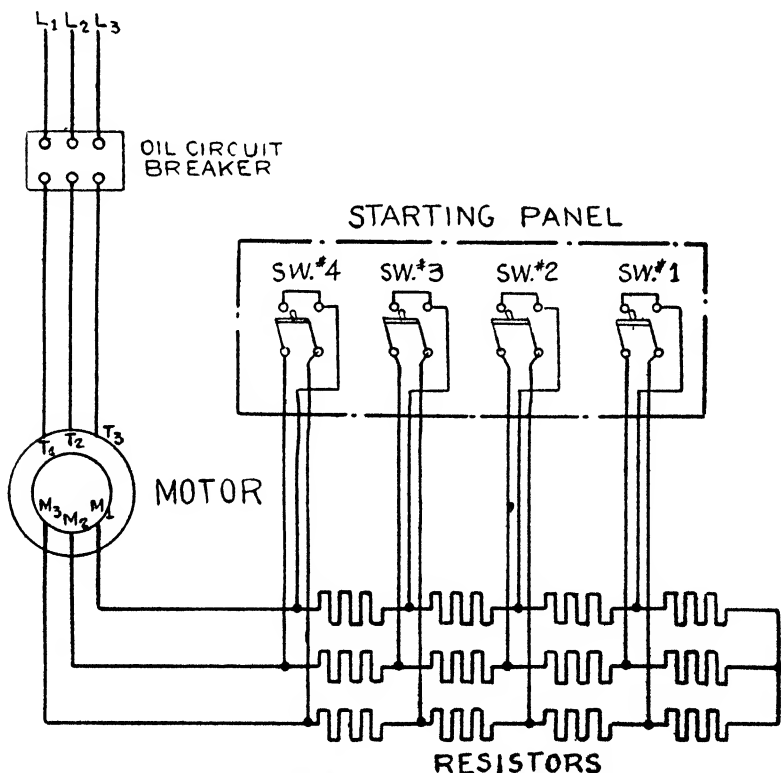 L1 L2 L3
OIL CIRCUIT
BREAKER
STARTING PANEL
SW.#4 SW.#3 SW.#2 SW.#1
T1 T2 T3
MOTOR
M3 M2 M1
RESISTORS